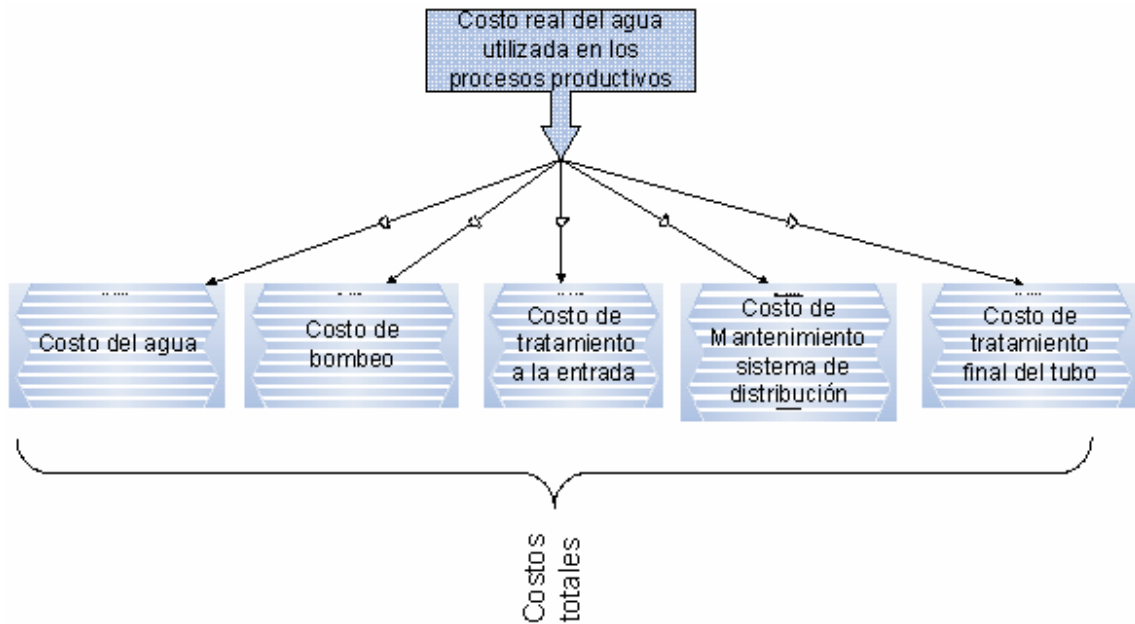 Costo real del agua
utilizada en los
procesos productivos
Costo del agua
Costo de
bombeo
Costo de
tratamiento
a la entrada
Costo de
Mantenimiento
sistema de
distribución
Costo de
tratamiento
final del tubo
Costos
totales